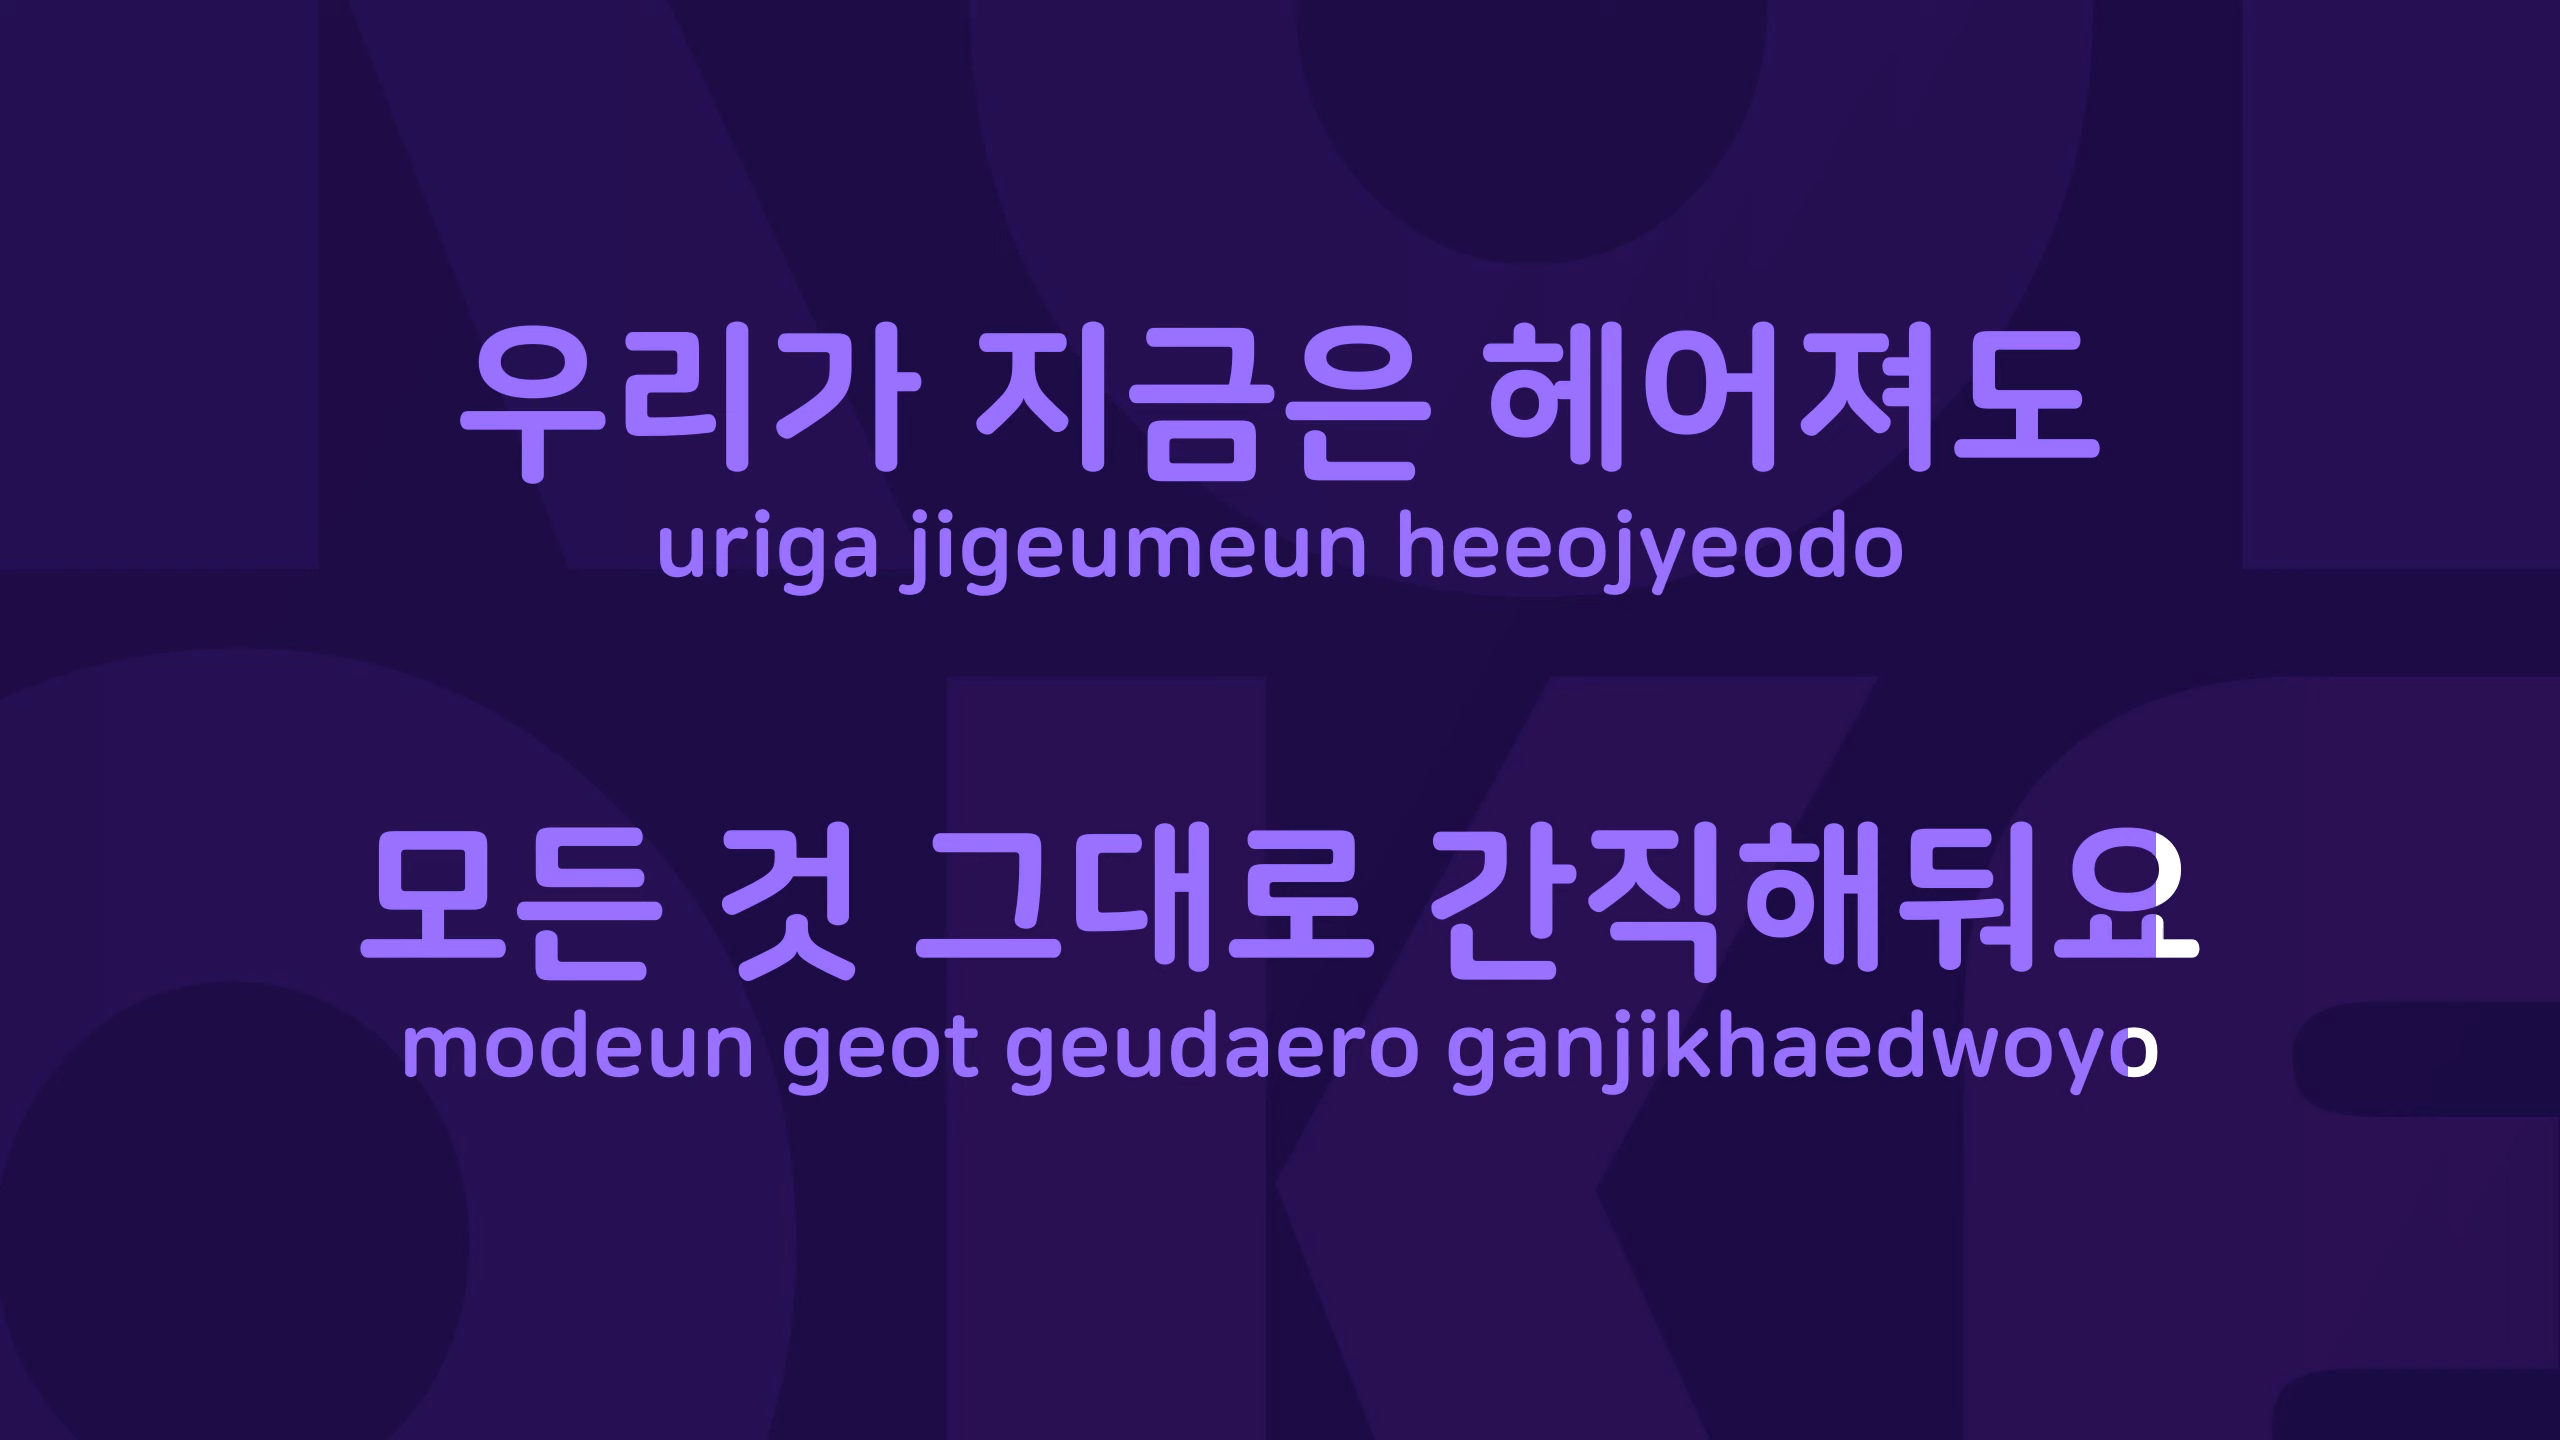 우리가 지금은 헤어져도
uriga jigeumeun heeojyeodo
모든 것 그대로 간직해둬요
modeun geot geudaero ganjikhaedwoyo